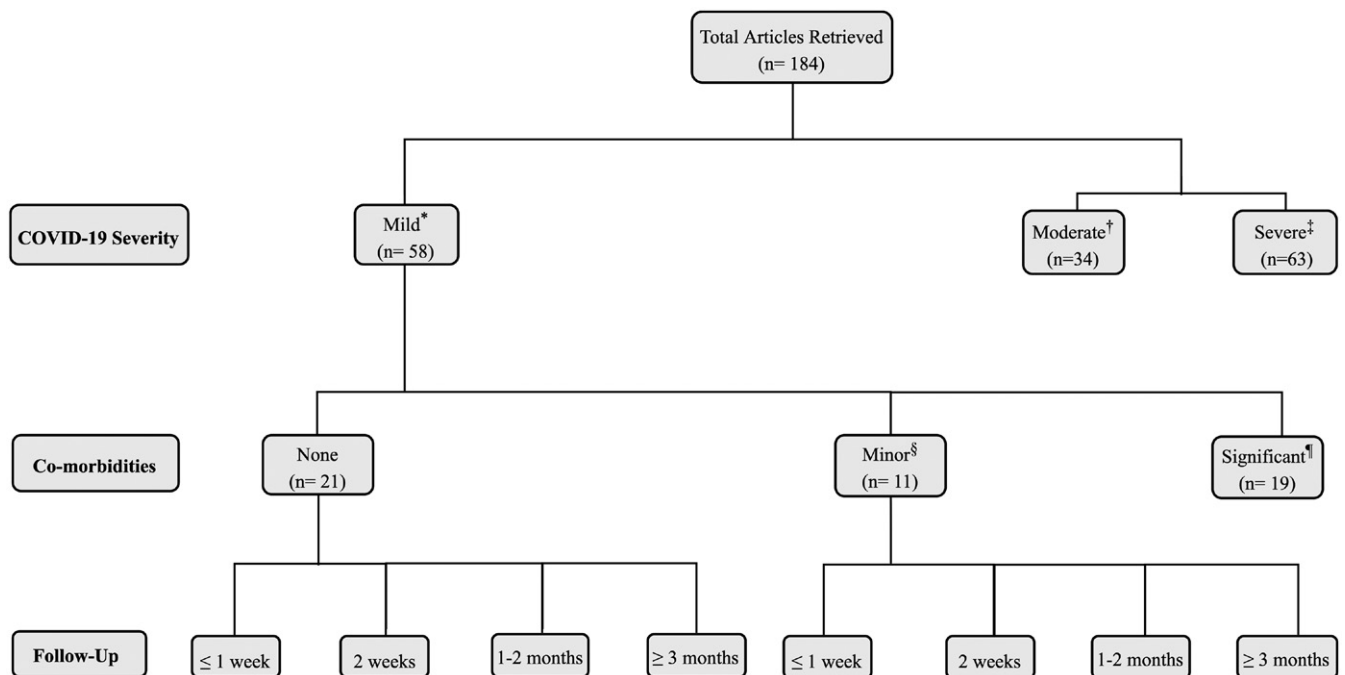 Total Articles Retrieved
(n= 184)
COVID-19 Severity
Mild*
(n= 58)
Moderate†
(n=34)
Severe‡
(n=63)
Co-morbidities
None
(n= 21)
Minor§
(n= 11)
Significant¶
(n= 19)
Follow-Up
≤ 1 week
2 weeks
1-2 months
≥ 3 months
≤ 1 week
2 weeks
1-2 months
≥ 3 months